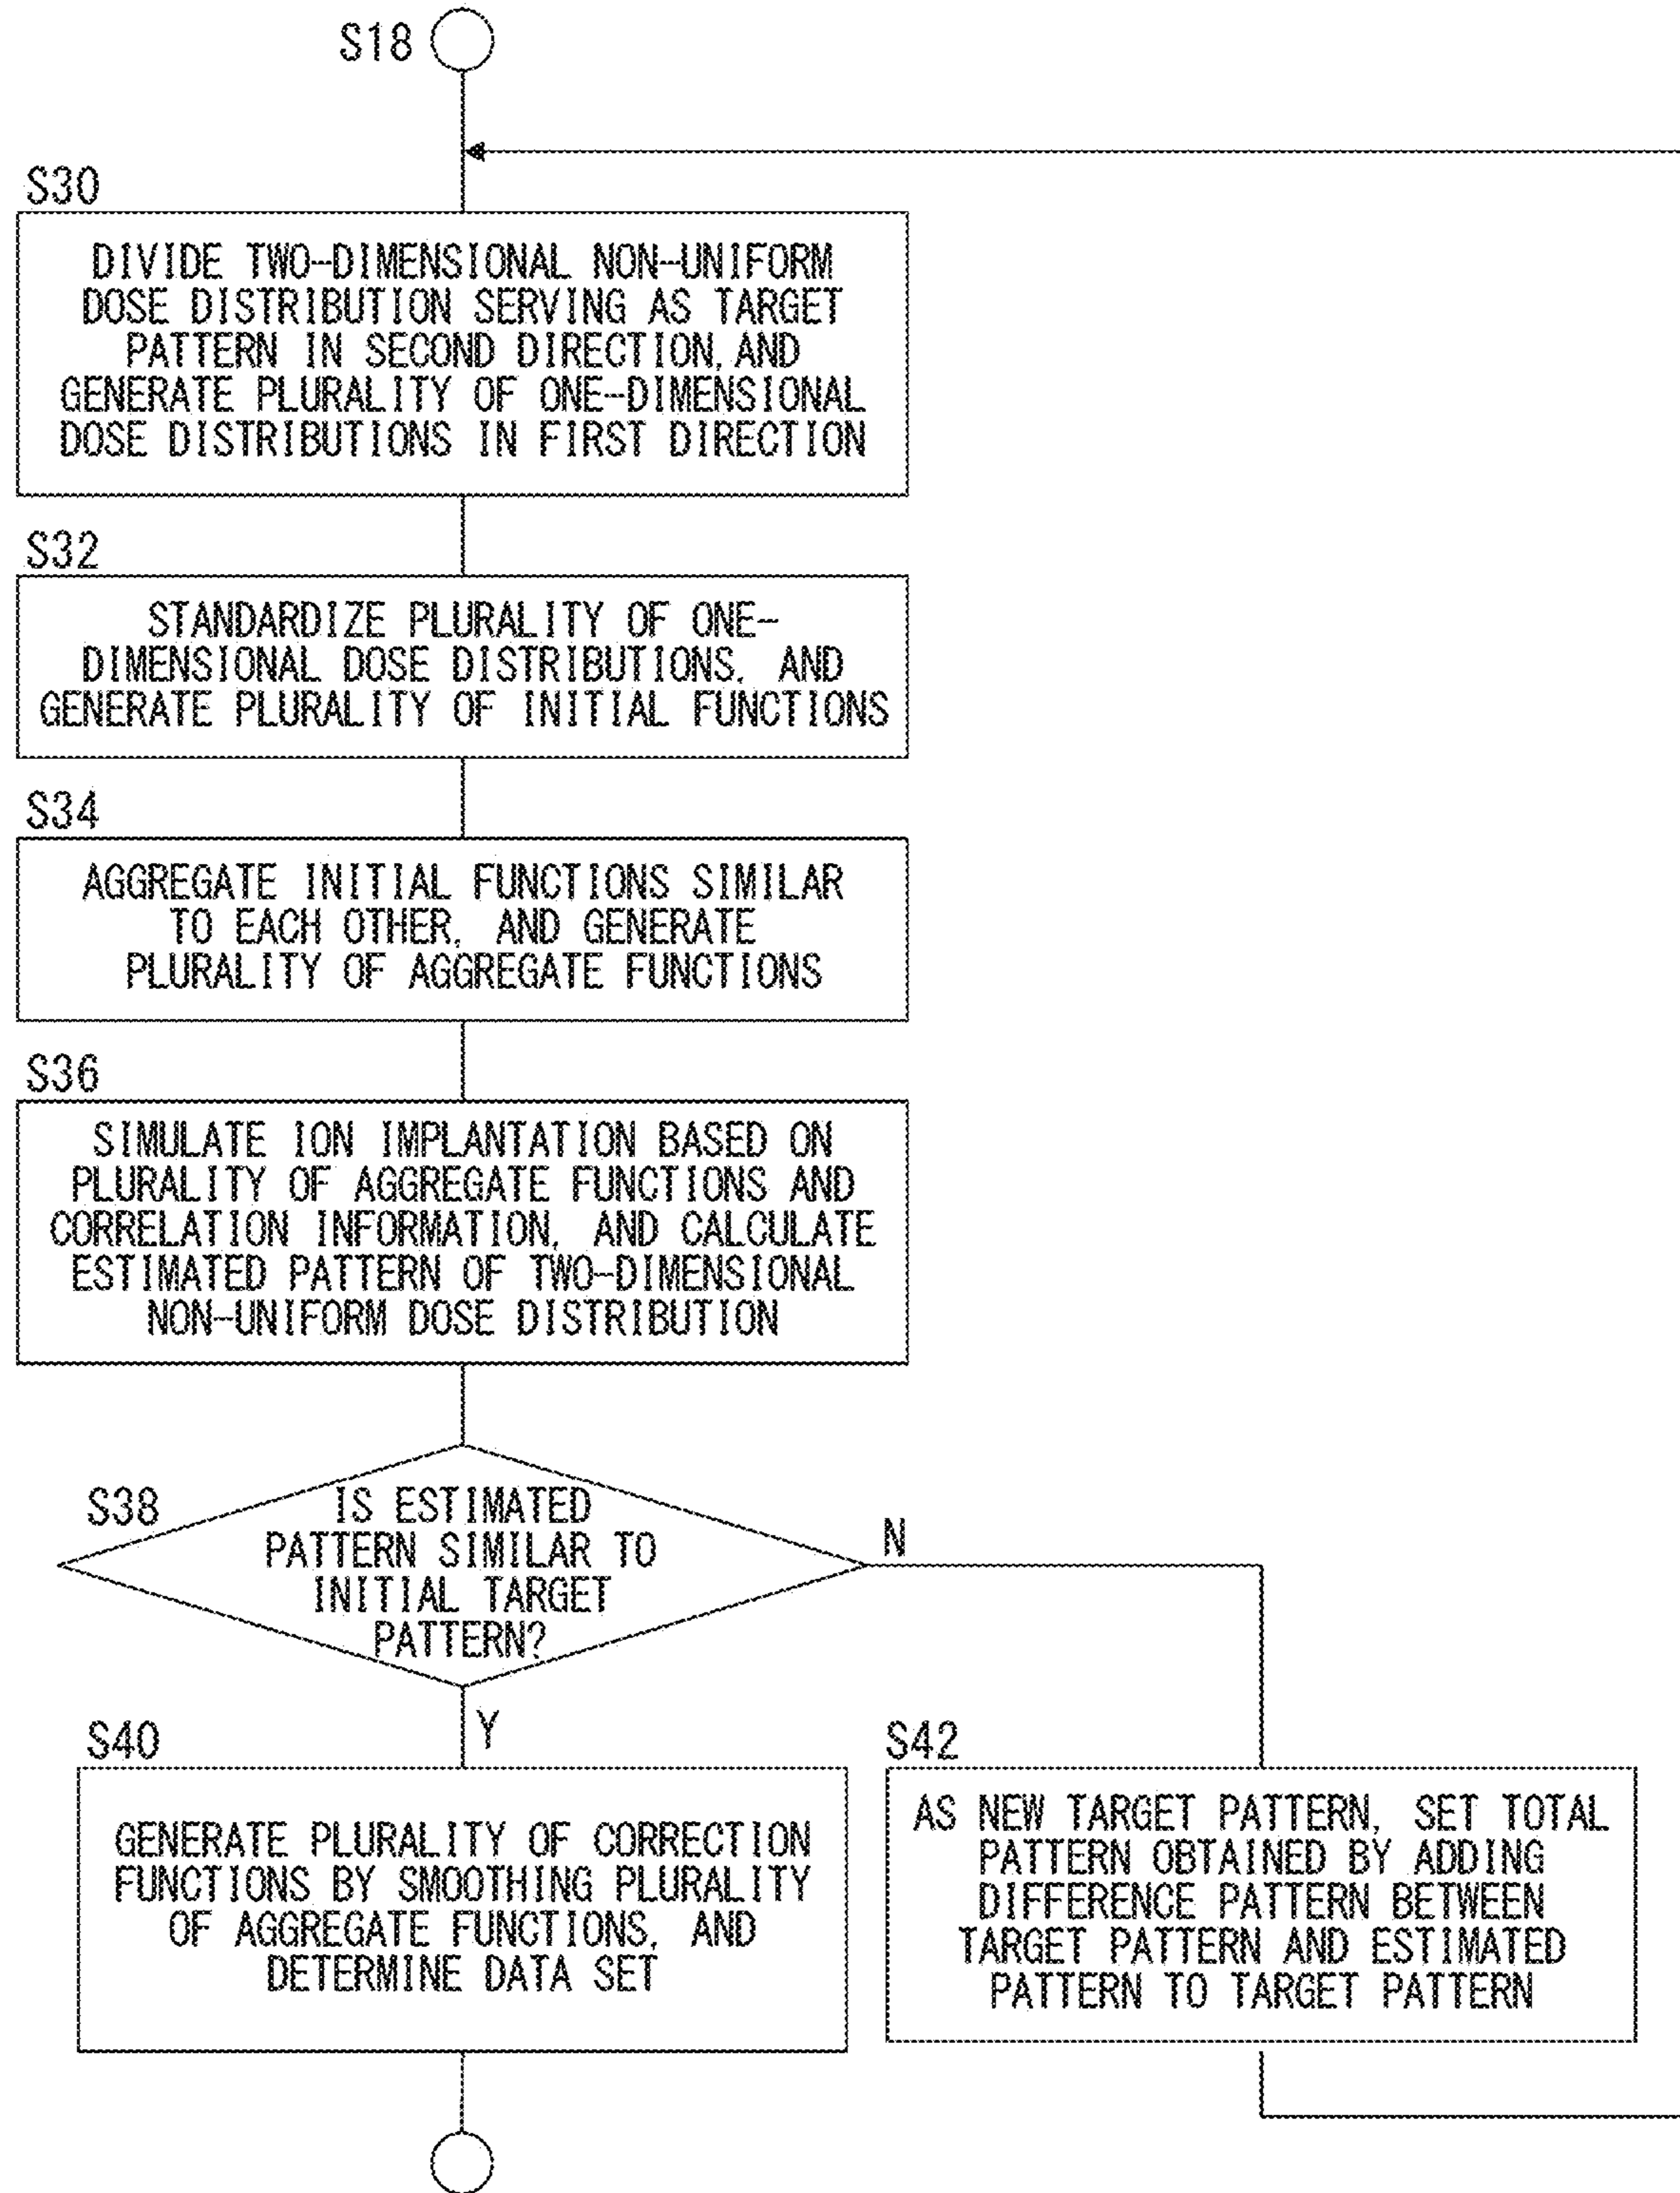 S18
S30
DIVIDE TWO-DIMENSIONAL NON-UNIFORM
DOSE DISTRIBUTION SERVING AS TARGET
PATTERN IN SECOND DIRECTION, AND
GENERATE PLURALITY OF ONE-DIMENSIONAL
DOSE DISTRIBUTIONS IN FIRST DIRECTION
S32
STANDARDIZE PLURALITY OF ONE-
DIMENSIONAL DOSE DISTRIBUTIONS, AND
GENERATE PLURALITY OF INITIAL FUNCTIONS
S34
AGGREGATE INITIAL FUNCTIONS SIMILAR
TO EACH OTHER, AND GENERATE
PLURALITY OF AGGREGATE FUNCTIONS
S36
SIMULATE ION IMPLANTATION BASED ON
PLURALITY OF AGGREGATE FUNCTIONS AND
CORRELATION INFORMATION, AND CALCULATE
ESTIMATED PATTERN OF TWO-DIMENSIONAL
NON-UNIFORM DOSE DISTRIBUTION
S38
IS ESTIMATED
PATTERN SIMILAR TO
INITIAL TARGET
PATTERN?
N
Y
S40
GENERATE PLURALITY OF CORRECTION
FUNCTIONS BY SMOOTHING PLURALITY
OF AGGREGATE FUNCTIONS, AND
DETERMINE DATA SET
S42
AS NEW TARGET PATTERN, SET TOTAL
PATTERN OBTAINED BY ADDING
DIFFERENCE PATTERN BETWEEN
TARGET PATTERN AND ESTIMATED
PATTERN TO TARGET PATTERN